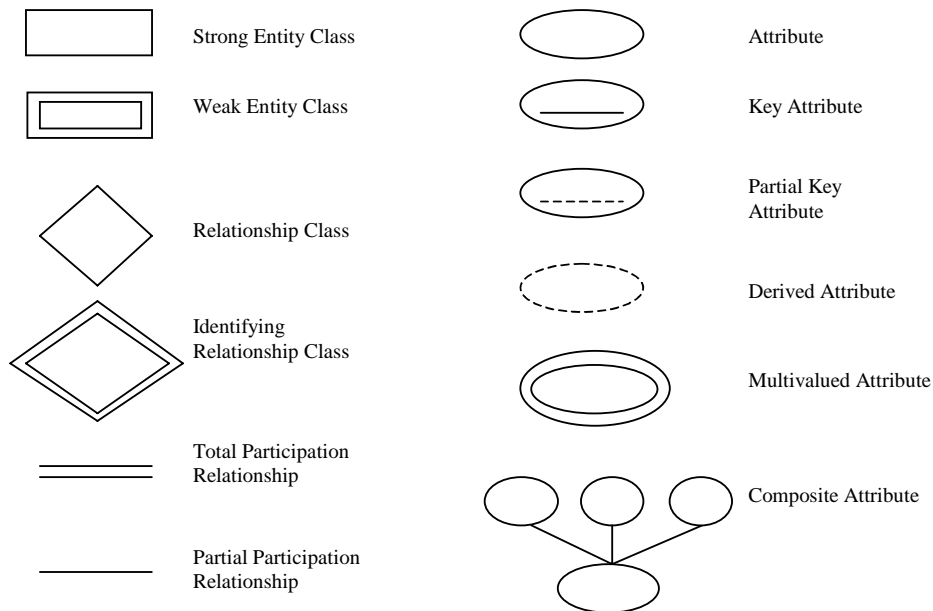 Strong Entity Class
Weak Entity Class
Relationship Class
Identifying
Relationship Class
Total Participation
Relationship
Partial Participation
Relationship
Attribute
Key Attribute
Partial Key
Attribute
Derived Attribute
Multivalued Attribute
Composite Attribute